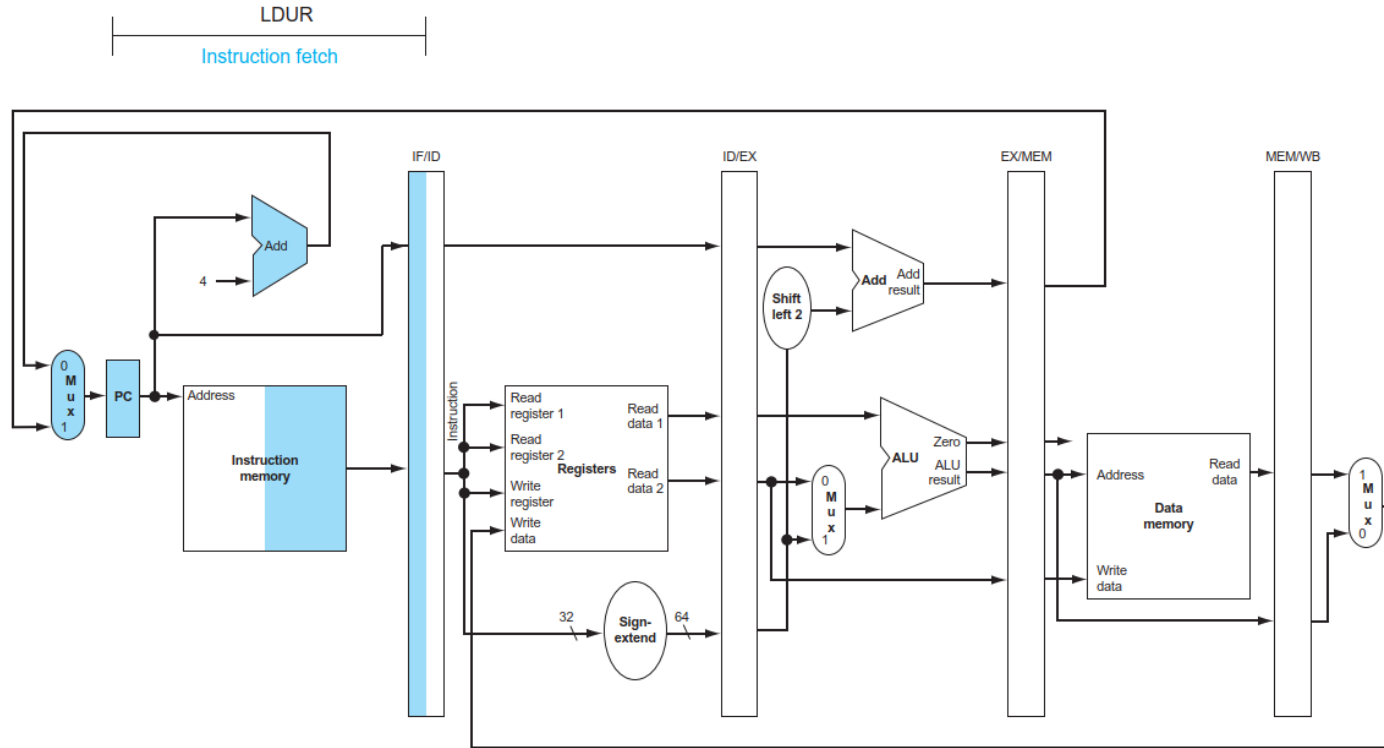 LDUR
Instruction fetch
IF/ID
ID/EX
EX/MEM
MEM/WB
Add
4
Add
Add
result
Shift
left 2
0
M
u
x
1
PC
Address
Instruction
memory
Instruction
Read
register 1
Read
register 2
Write
register
Write
data
Registers
Read
data 1
Read
data 2
0
M
u
x
1
ALU
Zero
ALU
result
Address
Write
data
Data
memory
Read
data
1
M
u
x
0
32
Sign-
extend
64